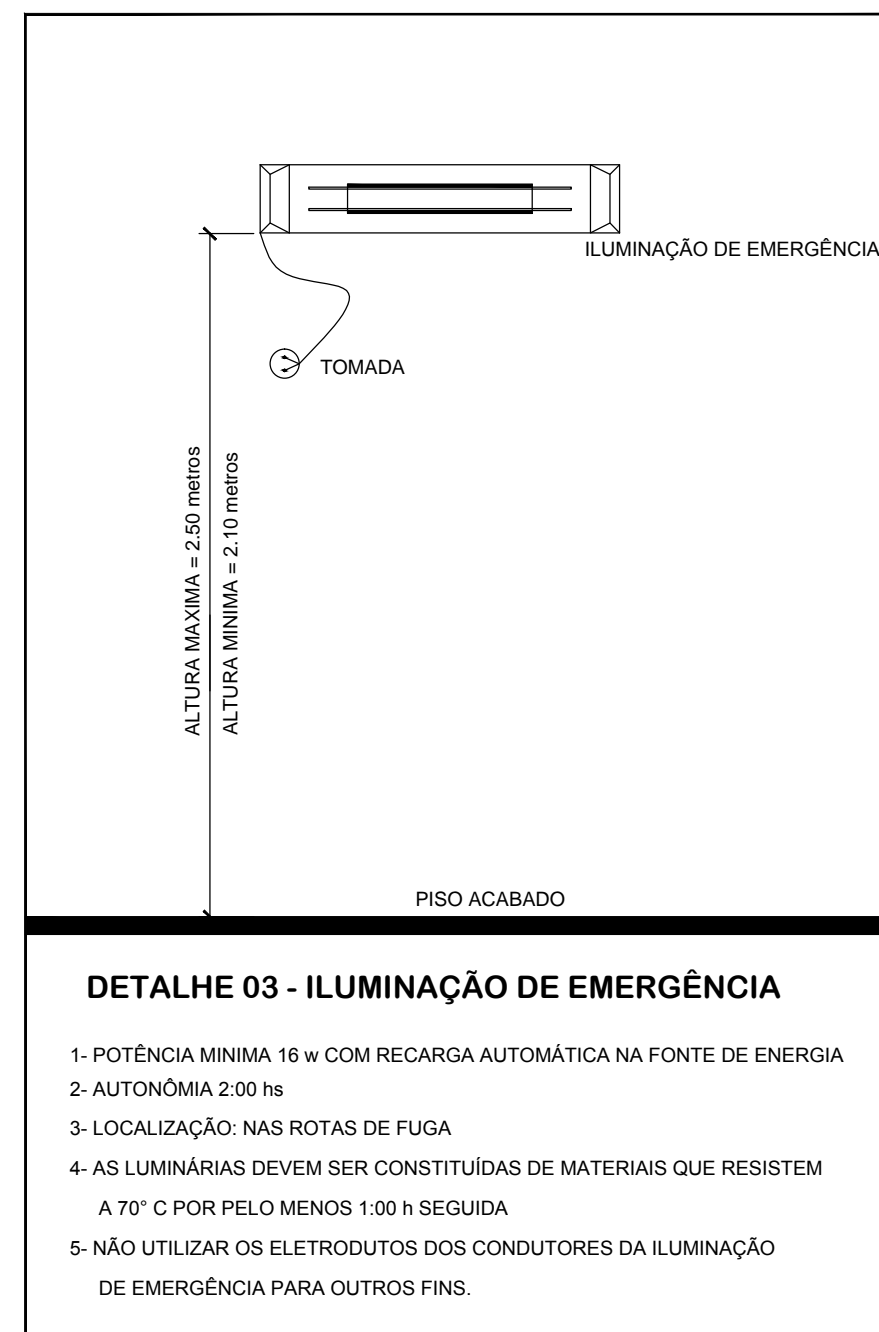 ILUMINAÇÃO DE EMERGÊNCIA
TOMADA
ALTURA MAXIMA = 2.50 metros
ALTURA MINIMA = 2.10 metros
PISO ACABADO
DETALHE 03 - ILUMINAÇÃO DE EMERGÊNCIA
1- POTÊNCIA MINIMA 16 w COM RECARGA AUTOMÁTICA NA FONTE DE ENERGIA
2- AUTONÔMIA 2:00 hs
3- LOCALIZAÇÃO: NAS ROTAS DE FUGA
4- AS LUMINÁRIAS DEVEM SER CONSTITUÍDAS DE MATERIAIS QUE RESISTEM
A 70° C POR PELO MENOS 1:00 h SEGUIDA
5- NÃO UTILIZAR OS ELETRODUTOS DOS CONDUTORES DA ILUMINAÇÃO
DE EMERGÊNCIA PARA OUTROS FINS.